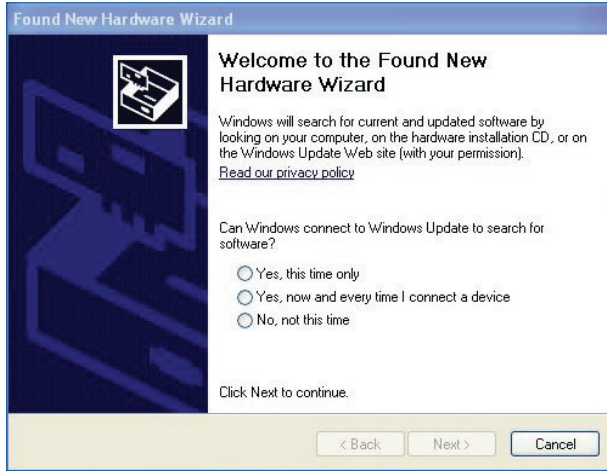 Found New Hardware Wizard
Welcome to the Found New
Hardware Wizard
Windows will search for current and updated software by
looking on your computer, on the hardware installation CD, or on
the Windows Update Web site (with your permission).
Read our privacy policy
Can Windows connect to Windows Update to search for
software?
Yes, this time only
Yes, now and every time I connect a device
No, not this time
Click Next to continue.
< Back Next > Cancel